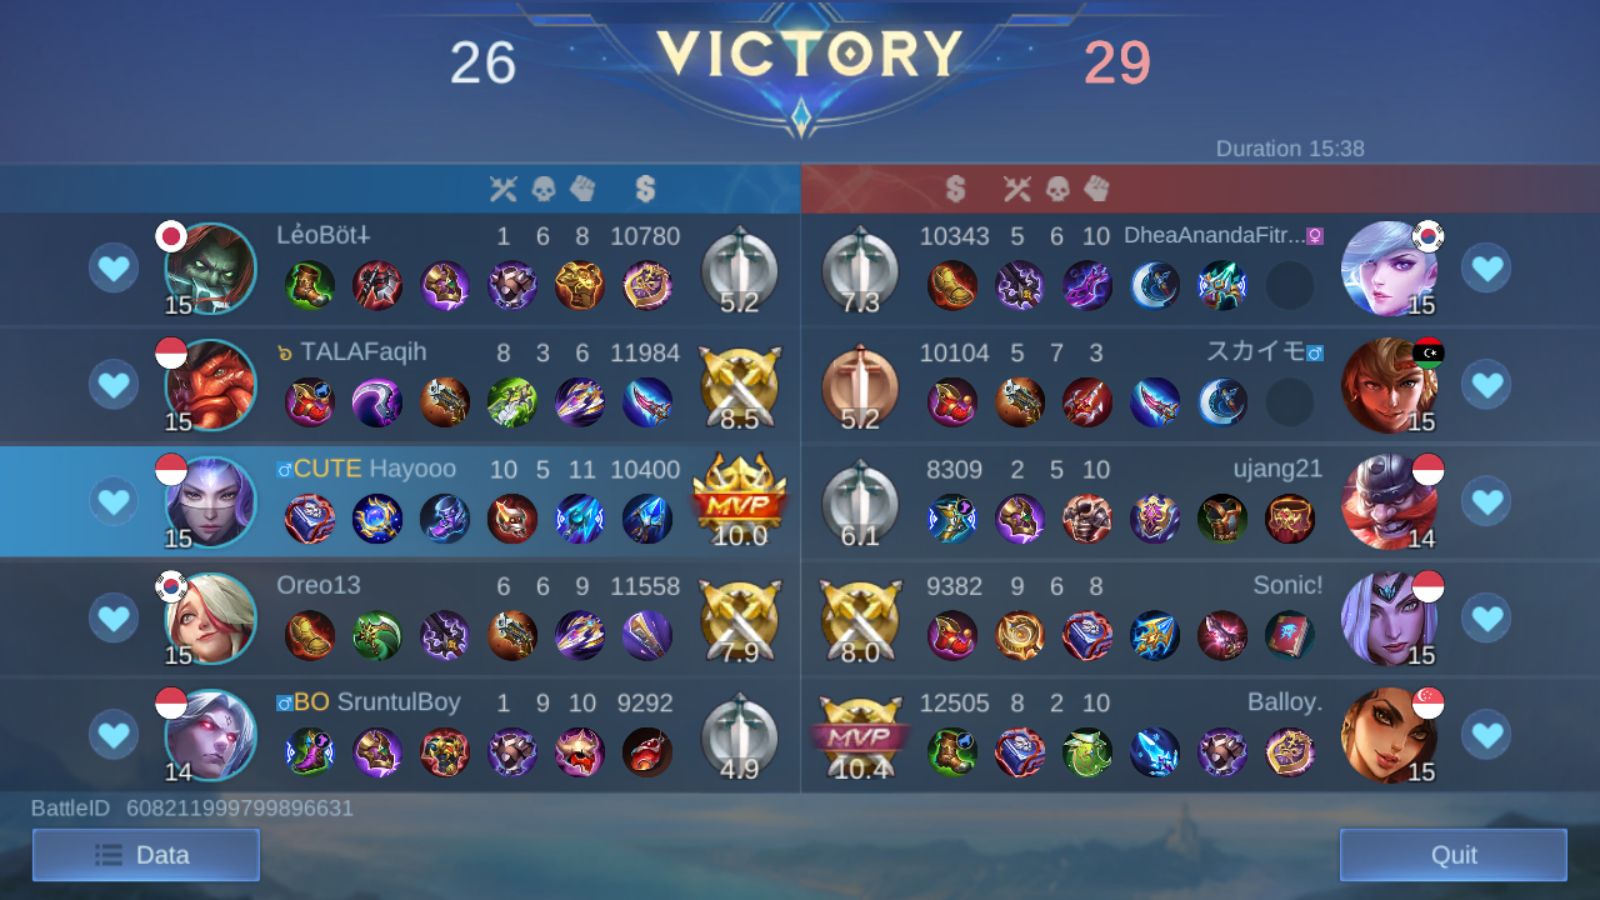 26 VICTORY 29
Duration 15:38
LẻoBöt⸸ 1 6 8 10780
15 5.2
TALAFaqih 8 3 6 11984
15 8.5
CUTE Hayooo 10 5 11 10400
15 MVP 10.0
Oreo13 6 6 9 11558
15 7.9
BO SruntulBoy 1 9 10 9292
14 4.9
10343 5 6 10 DheaAnandaFitr...
7.3 15
10104 5 7 3 スカイモ
5.2 15
8309 2 5 10 ujang21
6.1 14
9382 9 6 8 Sonic!
8.0 15
12505 8 2 10 Balloy.
MVP 10.4 15
BattleID 608211999799896631
Data
Quit